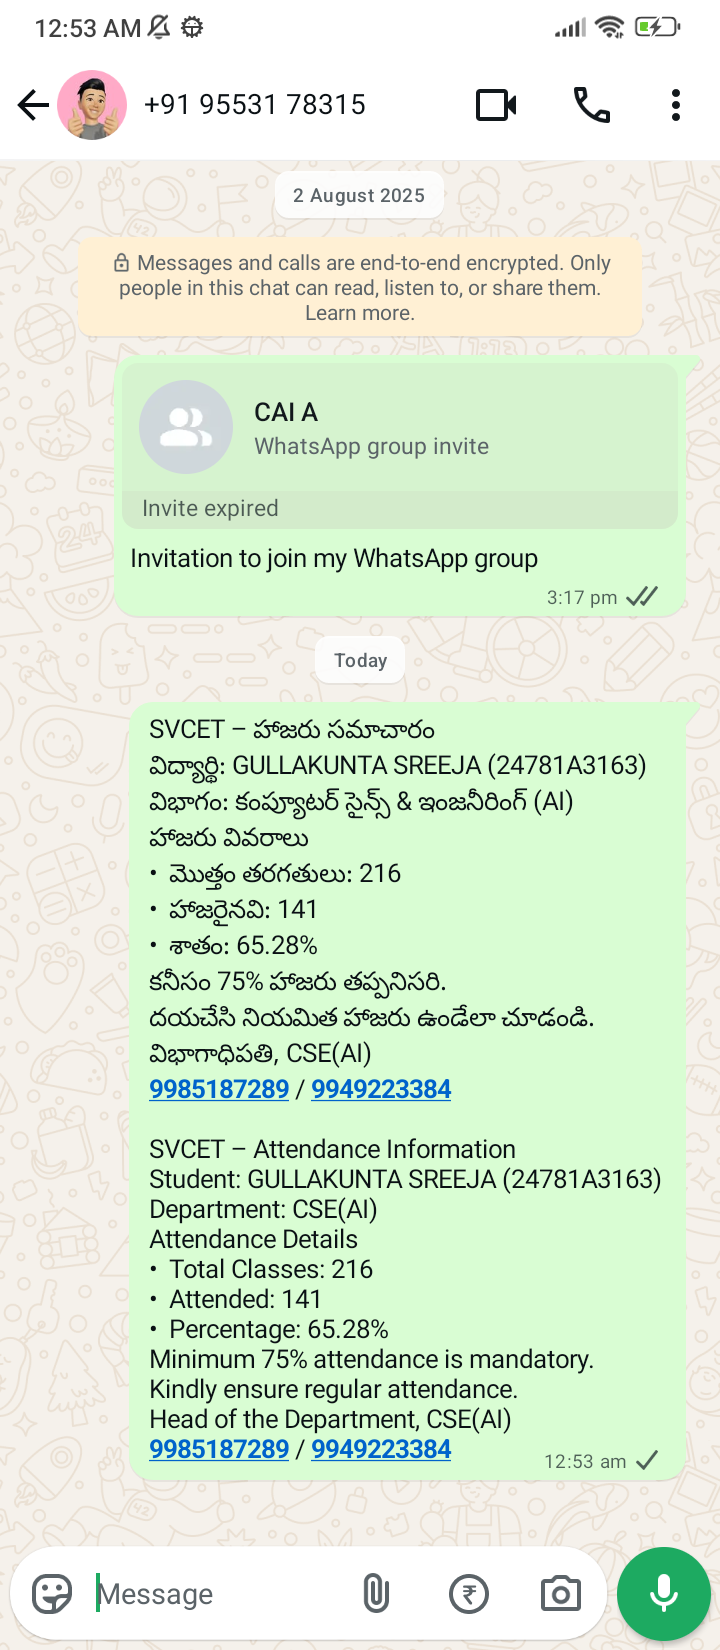 12:53 AM
+91 95531 78315
2 August 2025
Messages and calls are end-to-end encrypted. Only
people in this chat can read, listen to, or share them.
Learn more.
CAI A
WhatsApp group invite
Invite expired
Invitation to join my WhatsApp group
3:17 pm
Today
SVCET – హాజరు సమాచారం
విద్యార్థి: GULLAKUNTA SREEJA (24781A3163)
విభాగం: కంప్యూటర్ సైన్స్ & ఇంజనీరింగ్ (AI)
హాజరు వివరాలు
• మొత్తం తరగతులు: 216
• హాజరైనవి: 141
• శాతం: 65.28%
కనీసం 75% హాజరు తప్పనిసరి.
దయచేసి నియమిత హాజరు ఉండేలా చూడండి.
విభాగాధిపతి, CSE(AI)
9985187289 / 9949223384
SVCET – Attendance Information
Student: GULLAKUNTA SREEJA (24781A3163)
Department: CSE(AI)
Attendance Details
• Total Classes: 216
• Attended: 141
• Percentage: 65.28%
Minimum 75% attendance is mandatory.
Kindly ensure regular attendance.
Head of the Department, CSE(AI)
9985187289 / 9949223384
12:53 am
Message